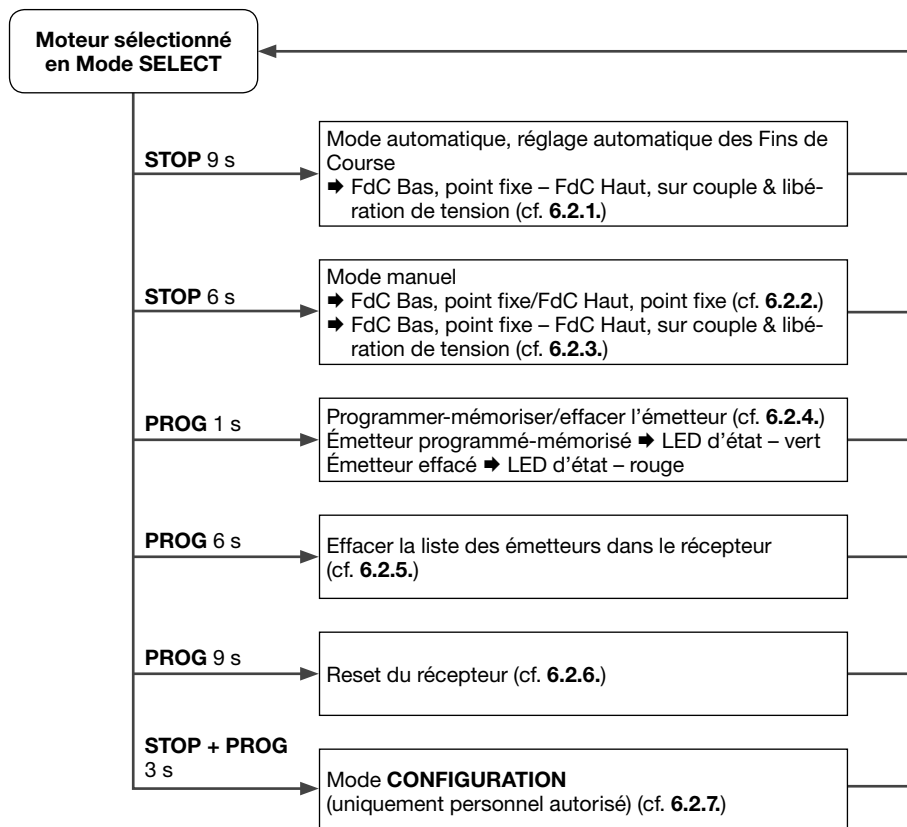 Moteur sélectionné
en Mode SELECT
STOP 9 s
Mode automatique, réglage automatique des Fins de
Course
➨ FdC Bas, point fixe – FdC Haut, sur couple & libé-
ration de tension (cf. 6.2.1.)
STOP 6 s
Mode manuel
➨ FdC Bas, point fixe/FdC Haut, point fixe (cf. 6.2.2.)
➨ FdC Bas, point fixe – FdC Haut, sur couple & libé-
ration de tension (cf. 6.2.3.)
PROG 1 s
Programmer-mémoriser/effacer l’émetteur (cf. 6.2.4.)
Émetteur programmé-mémorisé ➨ LED d’état – vert
Émetteur effacé ➨ LED d’état – rouge
PROG 6 s
Effacer la liste des émetteurs dans le récepteur
(cf. 6.2.5.)
PROG 9 s
Reset du récepteur (cf. 6.2.6.)
STOP + PROG
3 s
Mode CONFIGURATION
(uniquement personnel autorisé) (cf. 6.2.7.)